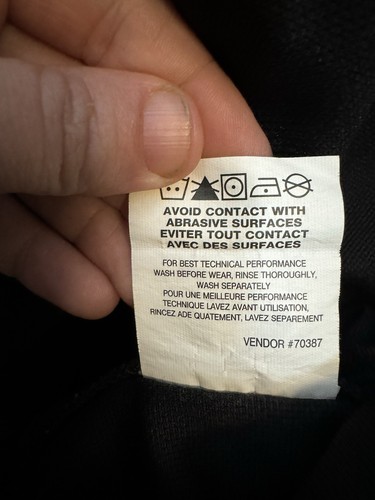 AVOID CONTACT WITH
ABRASIVE SURFACES
EVITER TOUT CONTACT
AVEC DES SURFACES
FOR BEST TECHNICAL PERFORMANCE
WASH BEFORE WEAR, RINSE THOROUGHLY,
WASH SEPARATELY
POUR UNE MEILLEURE PERFORMANCE
TECHNIQUE LAVEZ AVANT UTILISATION,
RINCEZ ADE QUATEMENT, LAVEZ SEPAREMENT
VENDOR #70387